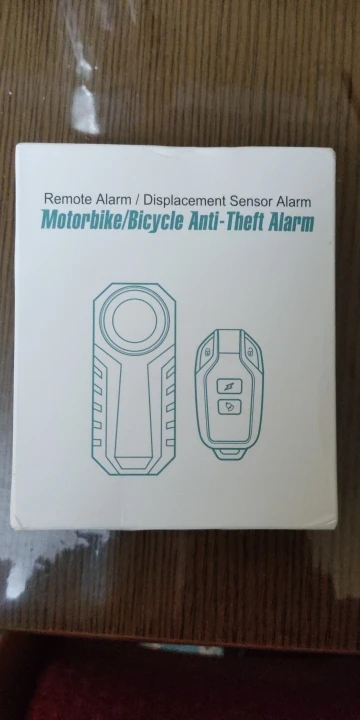 Remote Alarm / Displacement Sensor Alarm
Motorbike/Bicycle Anti-Theft Alarm